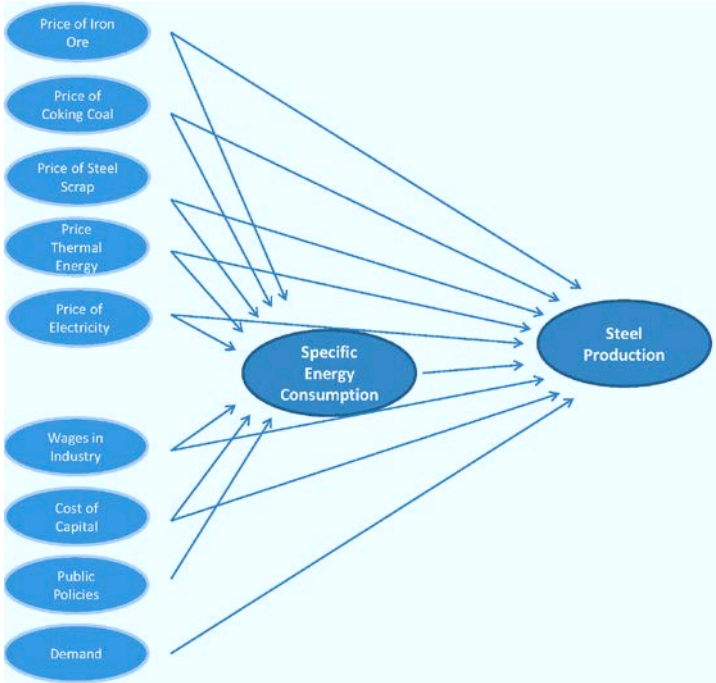 Price of Iron
Ore
Price of
Coking Coal
Price of Steel
Scrap
Price
Thermal
Energy
Price of
Electricity
Specific
Energy
Consumption
Steel
Production
Wages in
Industry
Cost of
Capital
Public
Policies
Demand